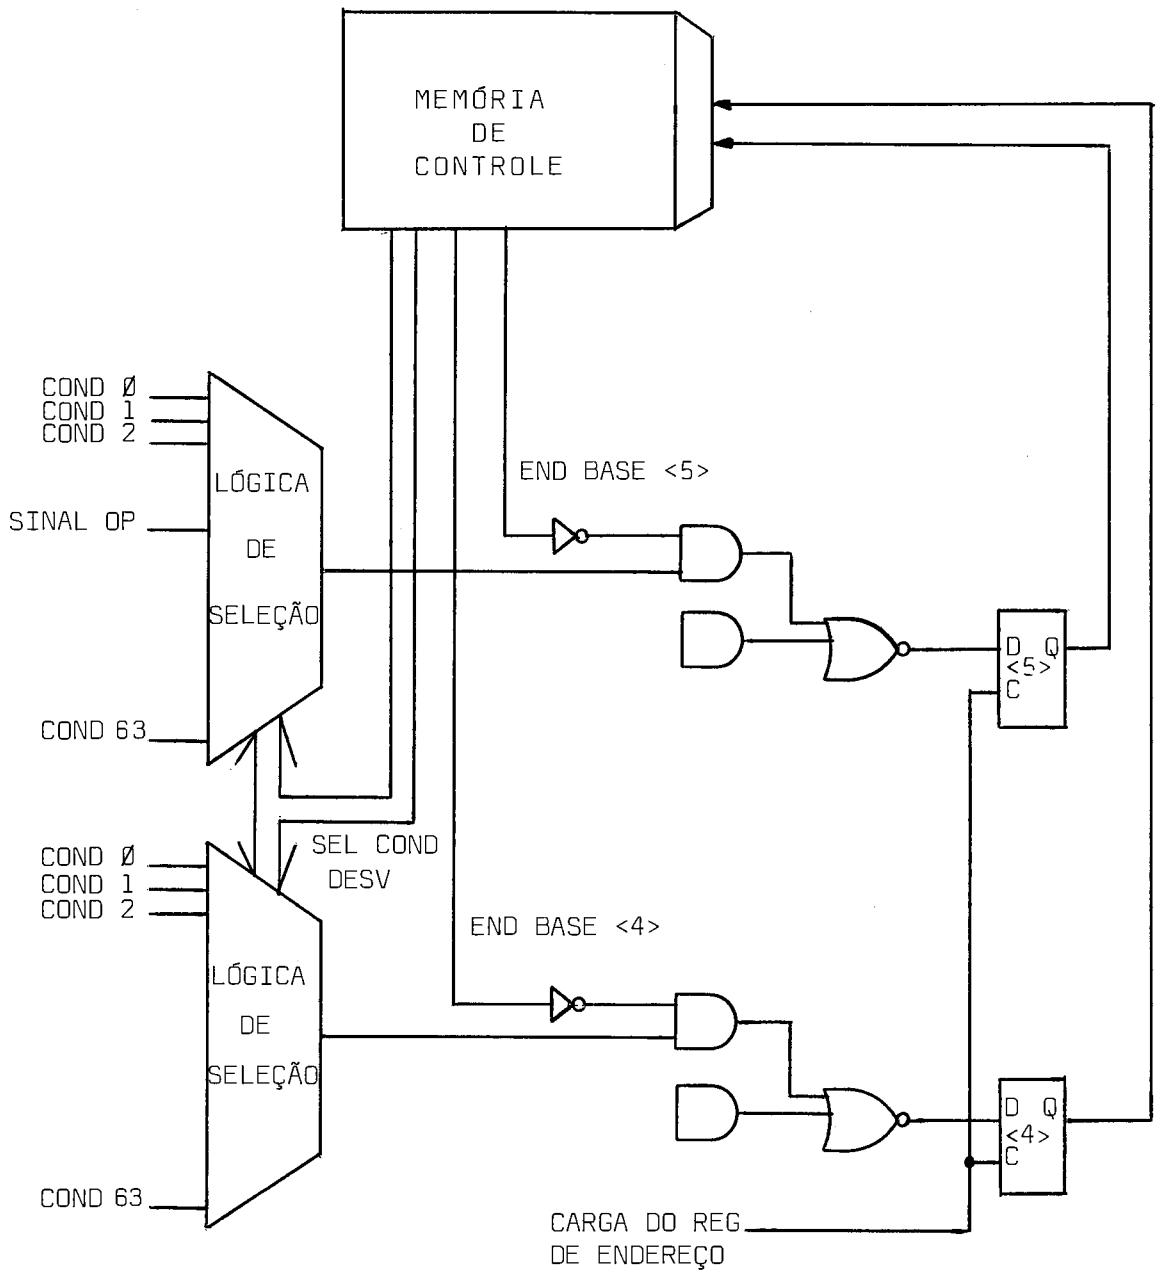 MEMÓRIA
DE
CONTROLE
COND Ø
COND 1
COND 2
LÓGICA
DE
SELEÇÃO
SINAL OP
COND 63
END BASE <5>
D Q
<5>
C
COND Ø
COND 1
COND 2
SEL COND
DESV
LÓGICA
DE
SELEÇÃO
COND 63
END BASE <4>
D Q
<4>
C
CARGA DO REG
DE ENDEREÇO